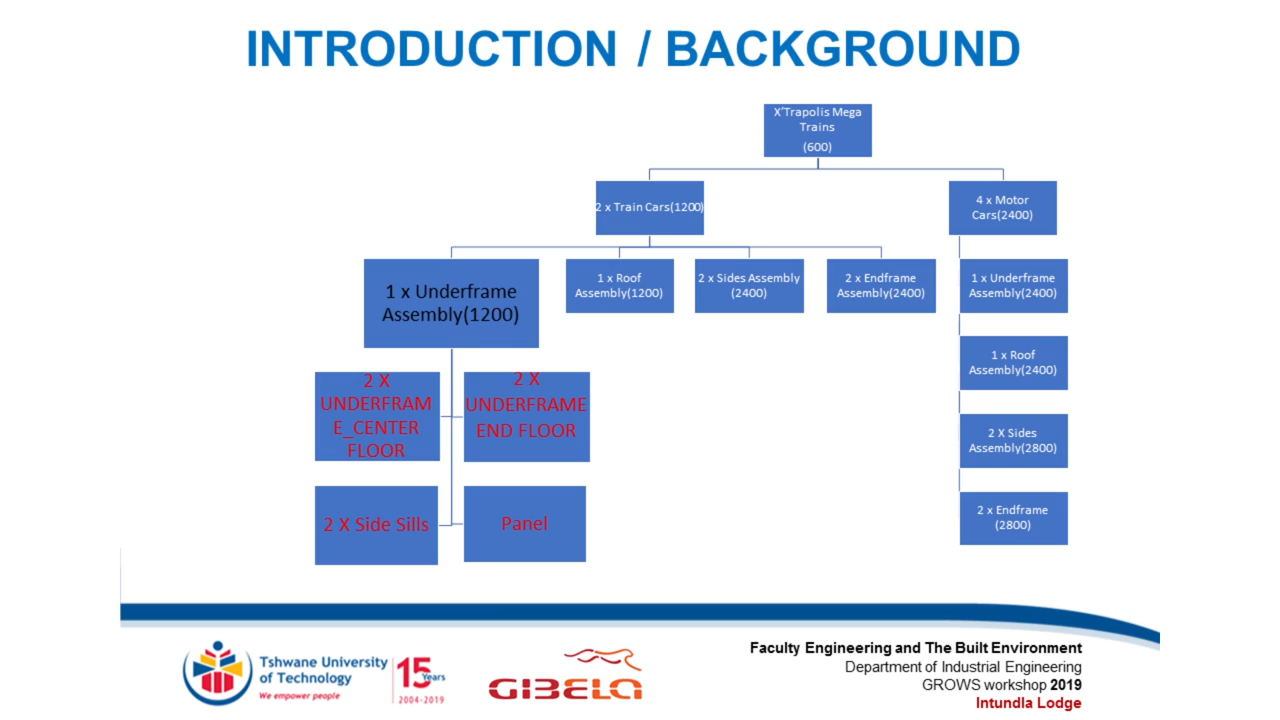 INTRODUCTION / BACKGROUND
X'Trapolis Mega
Trains
(600)
2 x Train Cars(1200)
4 x Motor
Cars(2400)
1 x Underframe
Assembly(1200)
1 x Roof
Assembly(1200)
2 x Sides Assembly
(2400)
2 x Endframe
Assembly(2400)
1 x Underframe
Assembly(2400)
1 x Roof
Assembly(2400)
2 X Sides
Assembly(2800)
2 x Endframe
(2800)
2 X
UNDERFRAM
E_CENTER
FLOOR
2 X
UNDERFRAME
END FLOOR
2 X Side Sills
Panel
Tshwane University
of Technology
We empower people
15
Years
2004-2019
GIBELA
Faculty Engineering and The Built Environment
Department of Industrial Engineering
GROWS workshop 2019
Intundla Lodge